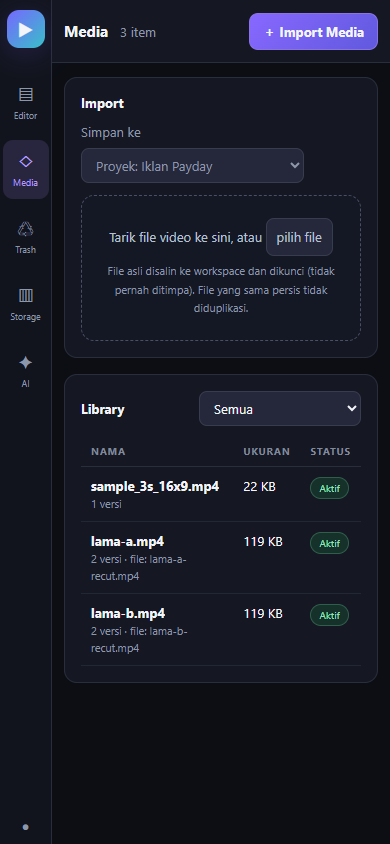 Media 3 item
+ Import Media
Editor
Media
Trash
Storage
AI
Import
Simpan ke
Proyek: Iklan Payday
Tarik file video ke sini, atau pilih file
File asli disalin ke workspace dan dikunci (tidak
pernah ditimpa). File yang sama persis tidak
diduplikasi.
Library
Semua
NAMA UKURAN STATUS
sample_3s_16x9.mp4 22 KB Aktif
1 versi
lama-a.mp4 119 KB Aktif
2 versi · file: lama-a-
recut.mp4
lama-b.mp4 119 KB Aktif
2 versi · file: lama-b-
recut.mp4